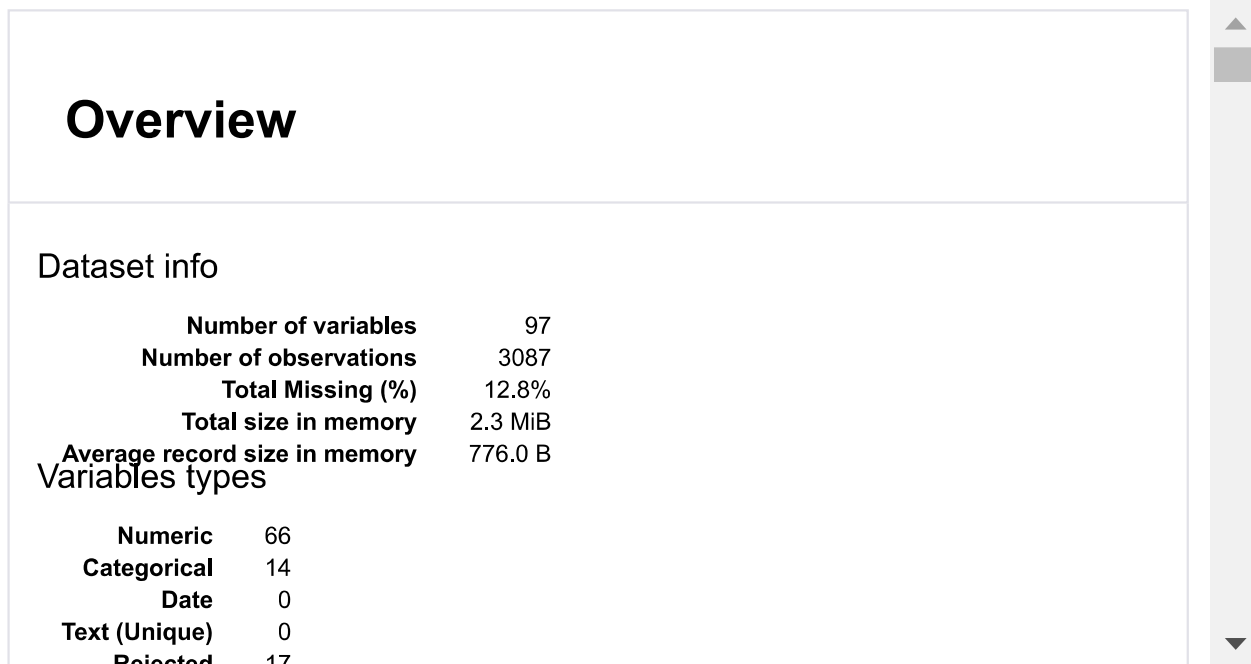 Overview
Dataset info
Number of variables 97
Number of observations 3087
Total Missing (%) 12.8%
Total size in memory 2.3 MiB
Average record size in memory 776.0 B
Variables types
Numeric 66
Categorical 14
Date 0
Text (Unique) 0
Rejected 17